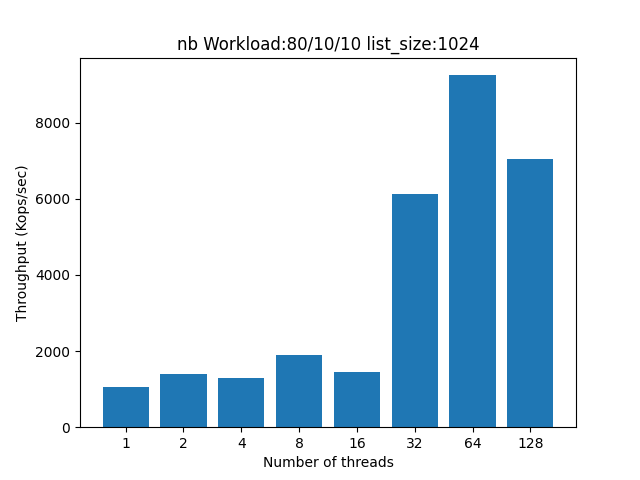 nb Workload:80/10/10 list_size:1024
Throughput (Kops/sec)
8000
6000
4000
2000
0
1 2 4 8 16 32 64 128
Number of threads